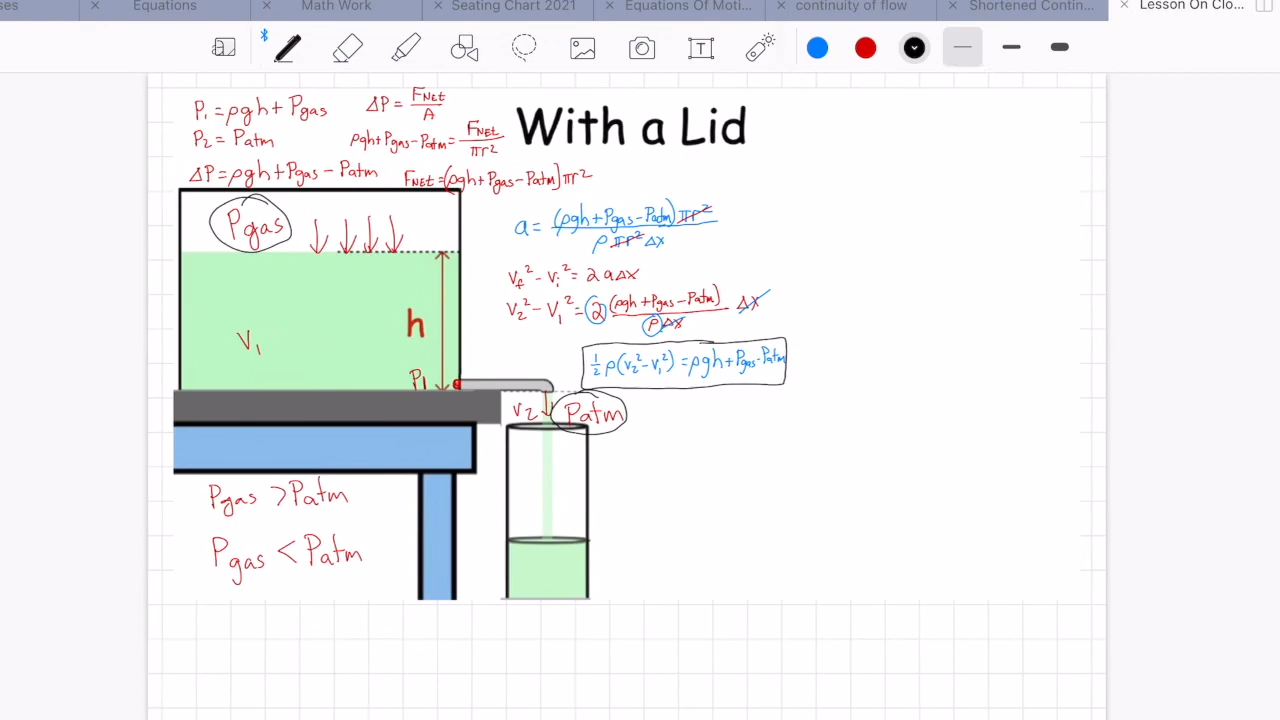 ses
Equations
Math Work
Seating Chart 2021
Equations Of Moti...
continuity of flow
Shortened Contin...
Lesson On Clo...
With a Lid
P₁ = ρgh + Pgas
P₂ = Patm
ΔP = ρgh + Pgas - Patm
ΔP = FNet/A
ρgh + Pgas - Patm = FNet/πr²
FNet = (ρgh + Pgas - Patm)πr²
Pgas
a = (ρgh + Pgas - Patm) πr² / ρ πr² Δx
Vf² - Vi² = 2aΔx
V₂² - V₁² = 2 (ρgh + Pgas - Patm) / ρΔx Δx
½ρ(V₂² - V₁²) = ρgh + Pgas - Patm
h
V₁
P₁
V₂
Patm
Pgas > Patm
Pgas < Patm